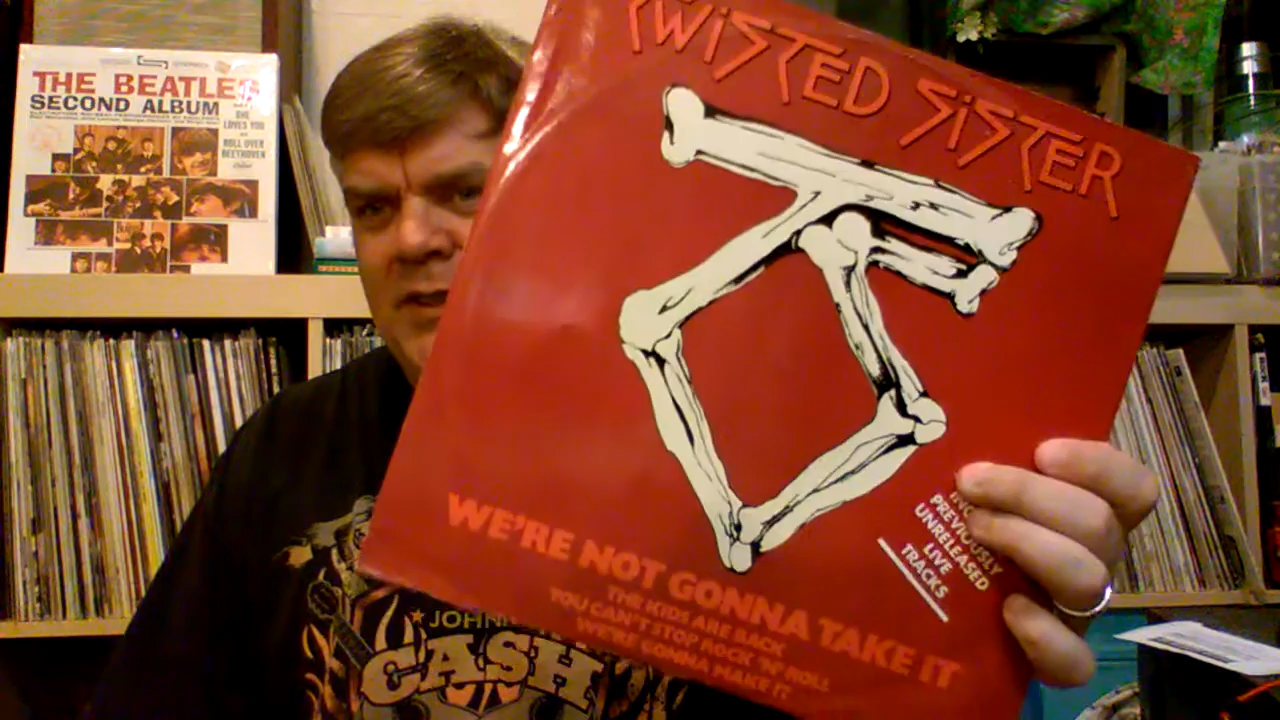 THE BEATLES
SECOND ALBUM
SHE
LOVES YOU
ROLL OVER
BEETHOVEN
TWISTED SISTER
PREVIOUSLY
UNRELEASED
LIVE
TRACKS
WE'RE NOT GONNA TAKE IT
THE KIDS ARE BACK
YOU CAN'T STOP ROCK 'N' ROLL
WE'RE GONNA MAKE IT
JOHN
CASH